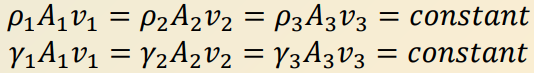 ρ₁A₁v₁ = ρ₂A₂v₂ = ρ₃A₃v₃ = constant
γ₁A₁v₁ = γ₂A₂v₂ = γ₃A₃v₃ = constant